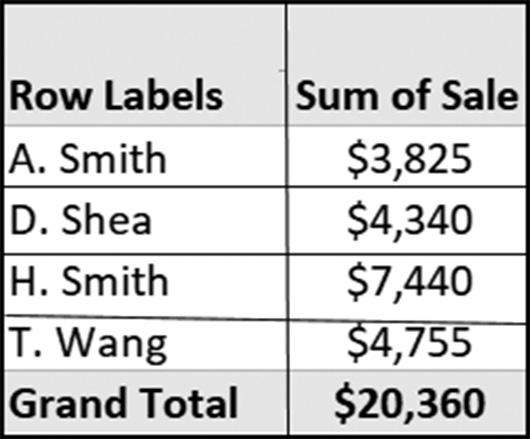 Row Labels Sum of Sale
A. Smith $3,825
D. Shea $4,340
H. Smith $7,440
T. Wang $4,755
Grand Total $20,360